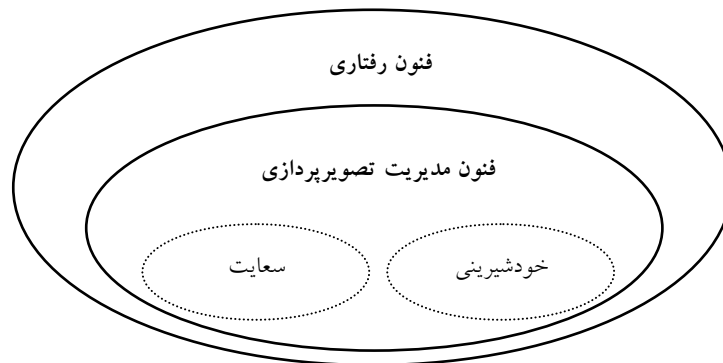 فنون رفتاری
فنون مدیریت تصویرپردازی
خودشیرینی
سعایت